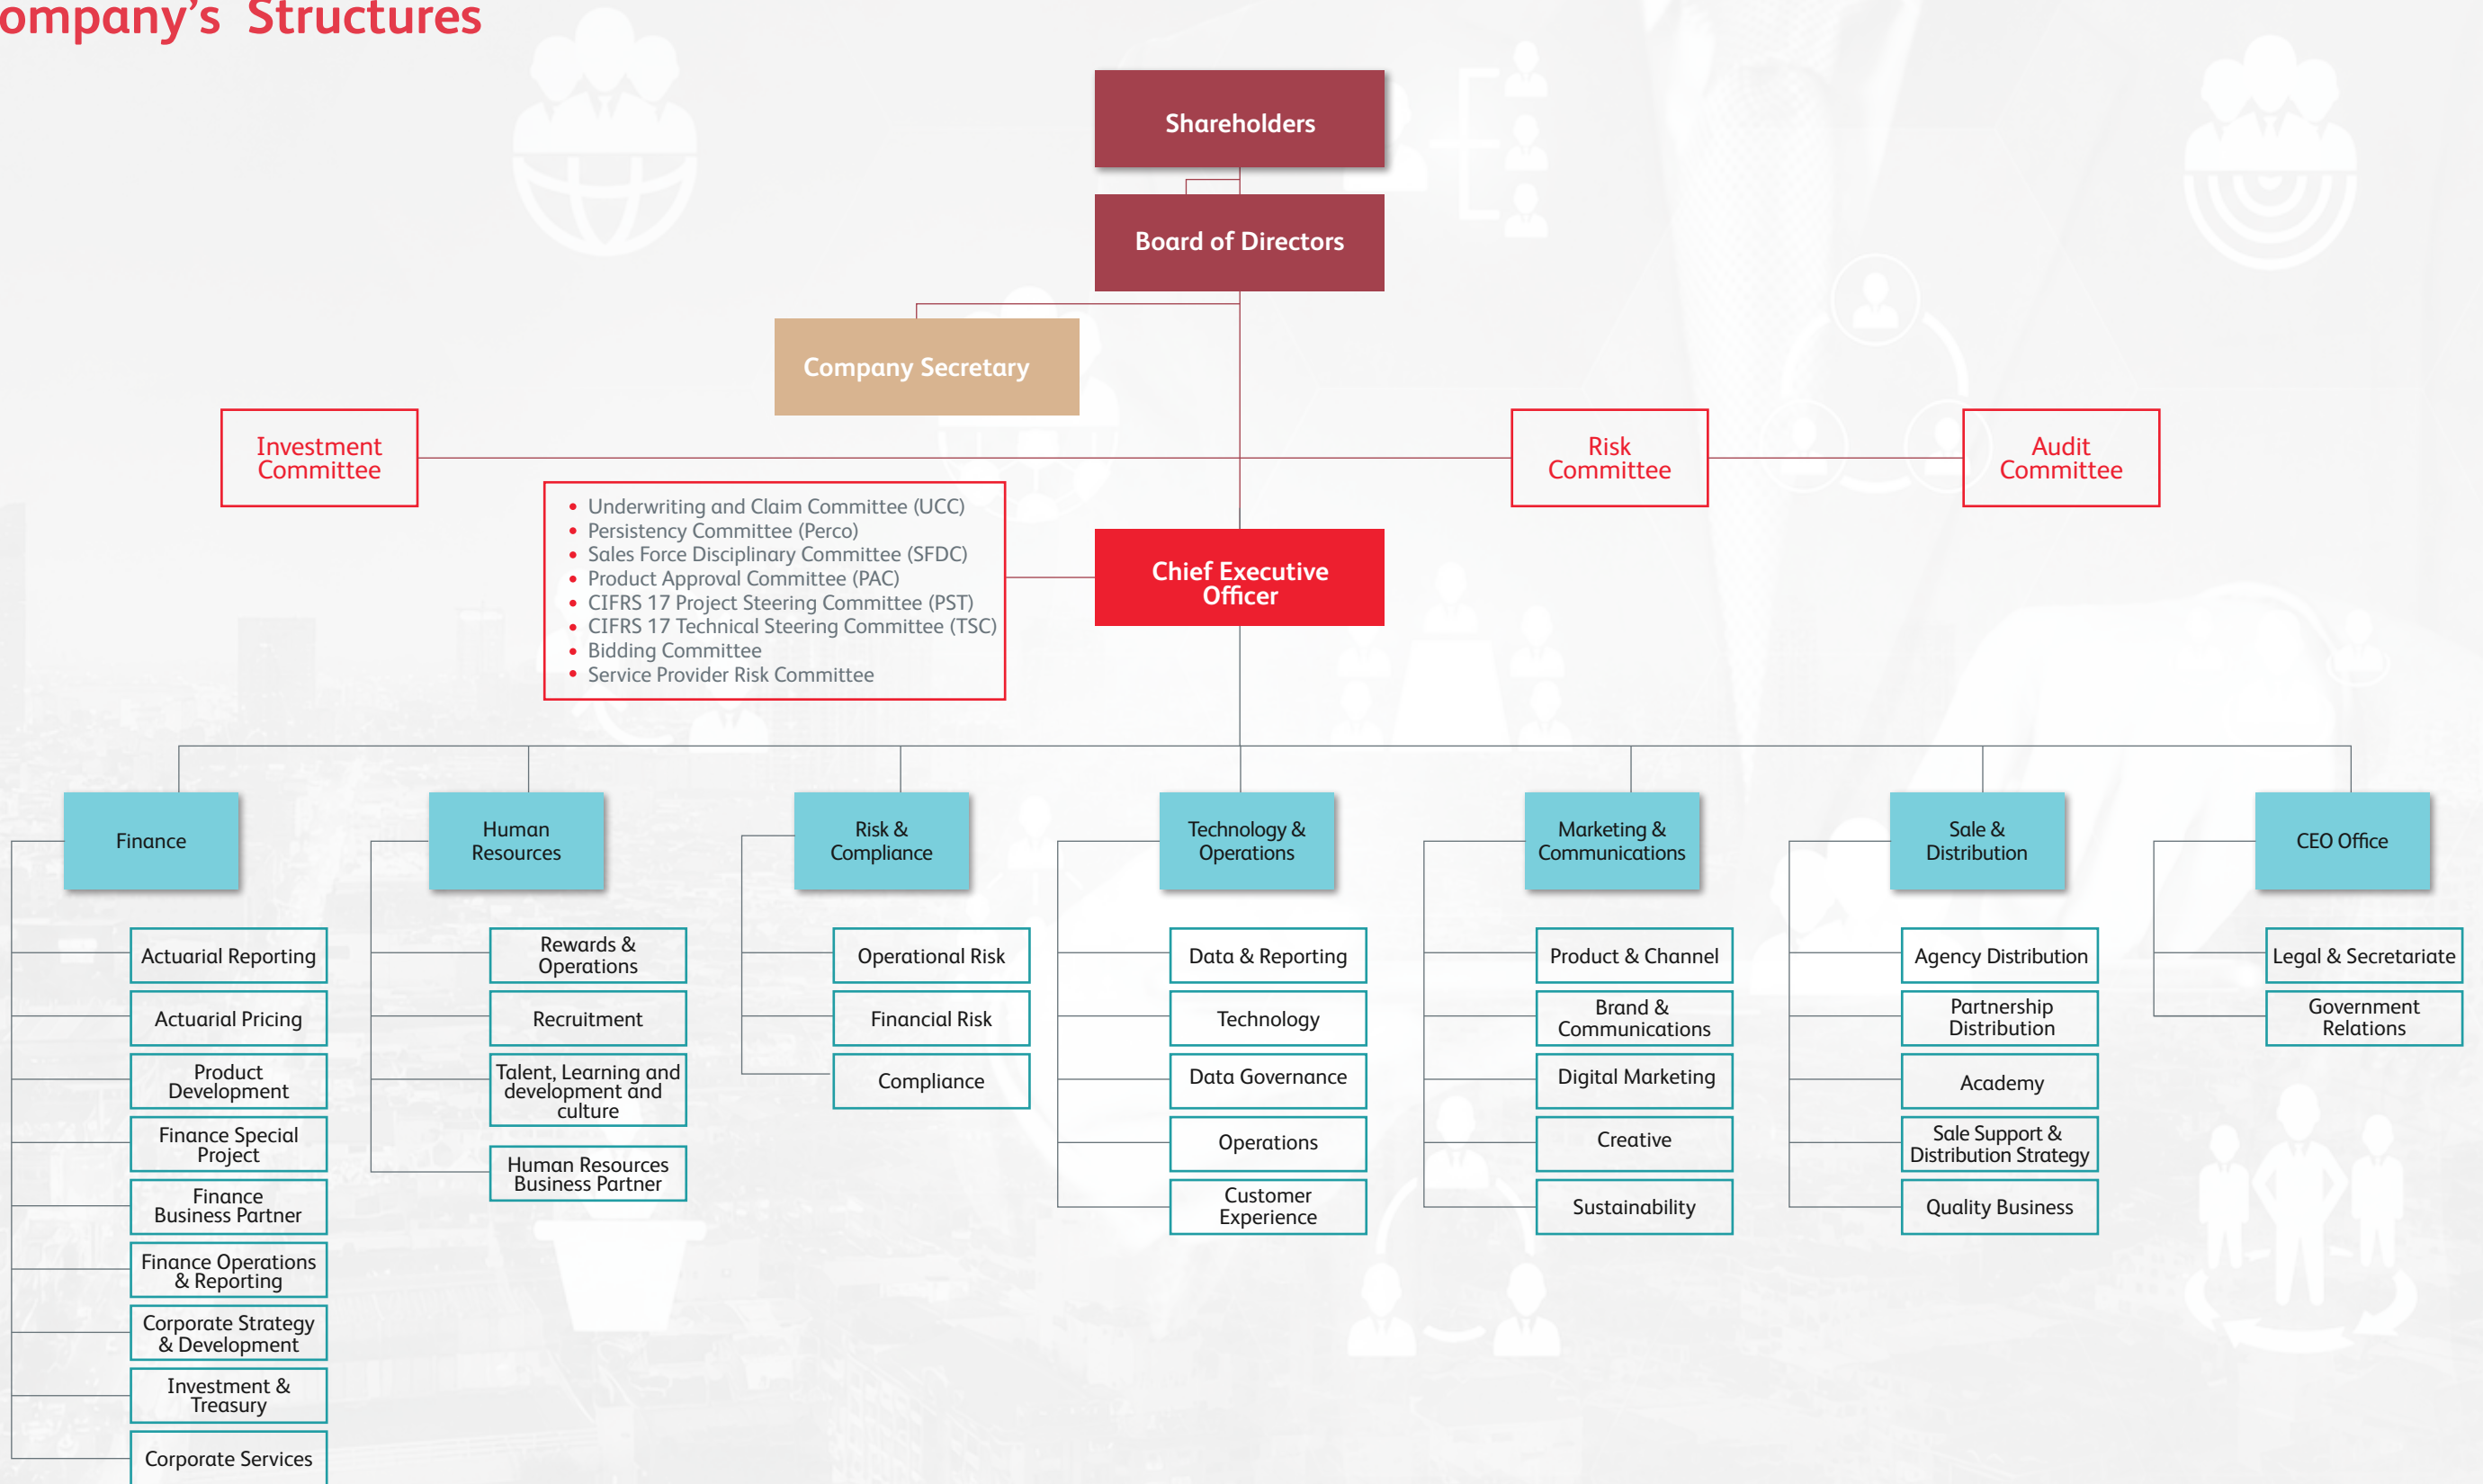 ompany's Structures
Shareholders
Board of Directors
Company Secretary
Investment
Committee
Risk
Committee
Audit
Committee
• Underwriting and Claim Committee (UCC)
• Persistency Committee (Perco)
• Sales Force Disciplinary Committee (SFDC)
• Product Approval Committee (PAC)
• CIFRS 17 Project Steering Committee (PST)
• CIFRS 17 Technical Steering Committee (TSC)
• Bidding Committee
• Service Provider Risk Committee
Chief Executive
Officer
Finance
Actuarial Reporting
Actuarial Pricing
Product
Development
Finance Special
Project
Finance
Business Partner
Finance Operations
& Reporting
Corporate Strategy
& Development
Investment &
Treasury
Corporate Services
Human
Resources
Rewards &
Operations
Recruitment
Talent, Learning and
development and
culture
Human Resources
Business Partner
Risk &
Compliance
Operational Risk
Financial Risk
Compliance
Technology &
Operations
Data & Reporting
Technology
Data Governance
Operations
Customer
Experience
Marketing &
Communications
Product & Channel
Brand &
Communications
Digital Marketing
Creative
Sustainability
Sale &
Distribution
Agency Distribution
Partnership
Distribution
Academy
Sale Support &
Distribution Strategy
Quality Business
CEO Office
Legal & Secretariate
Government
Relations